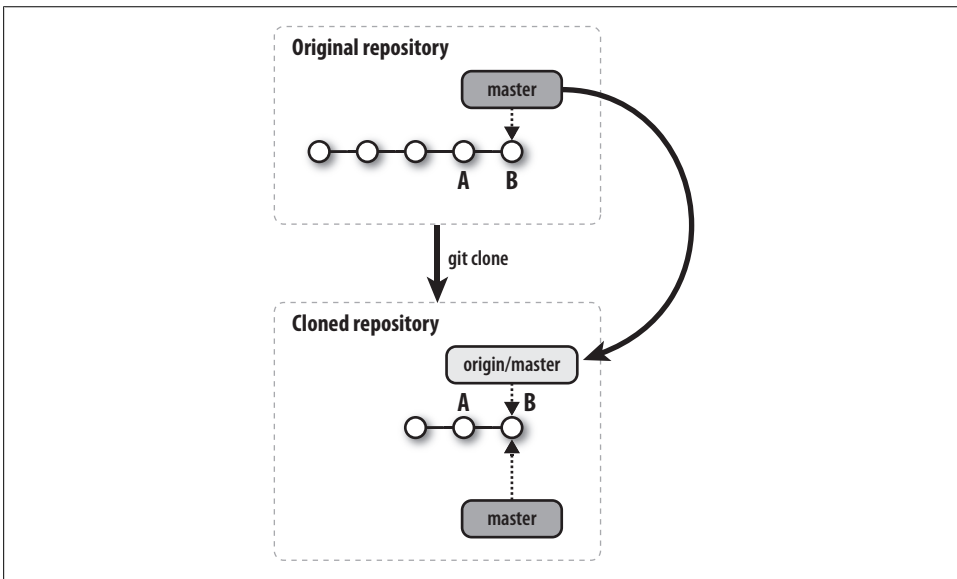 Original repository
master
A B
git clone
Cloned repository
origin/master
A B
master